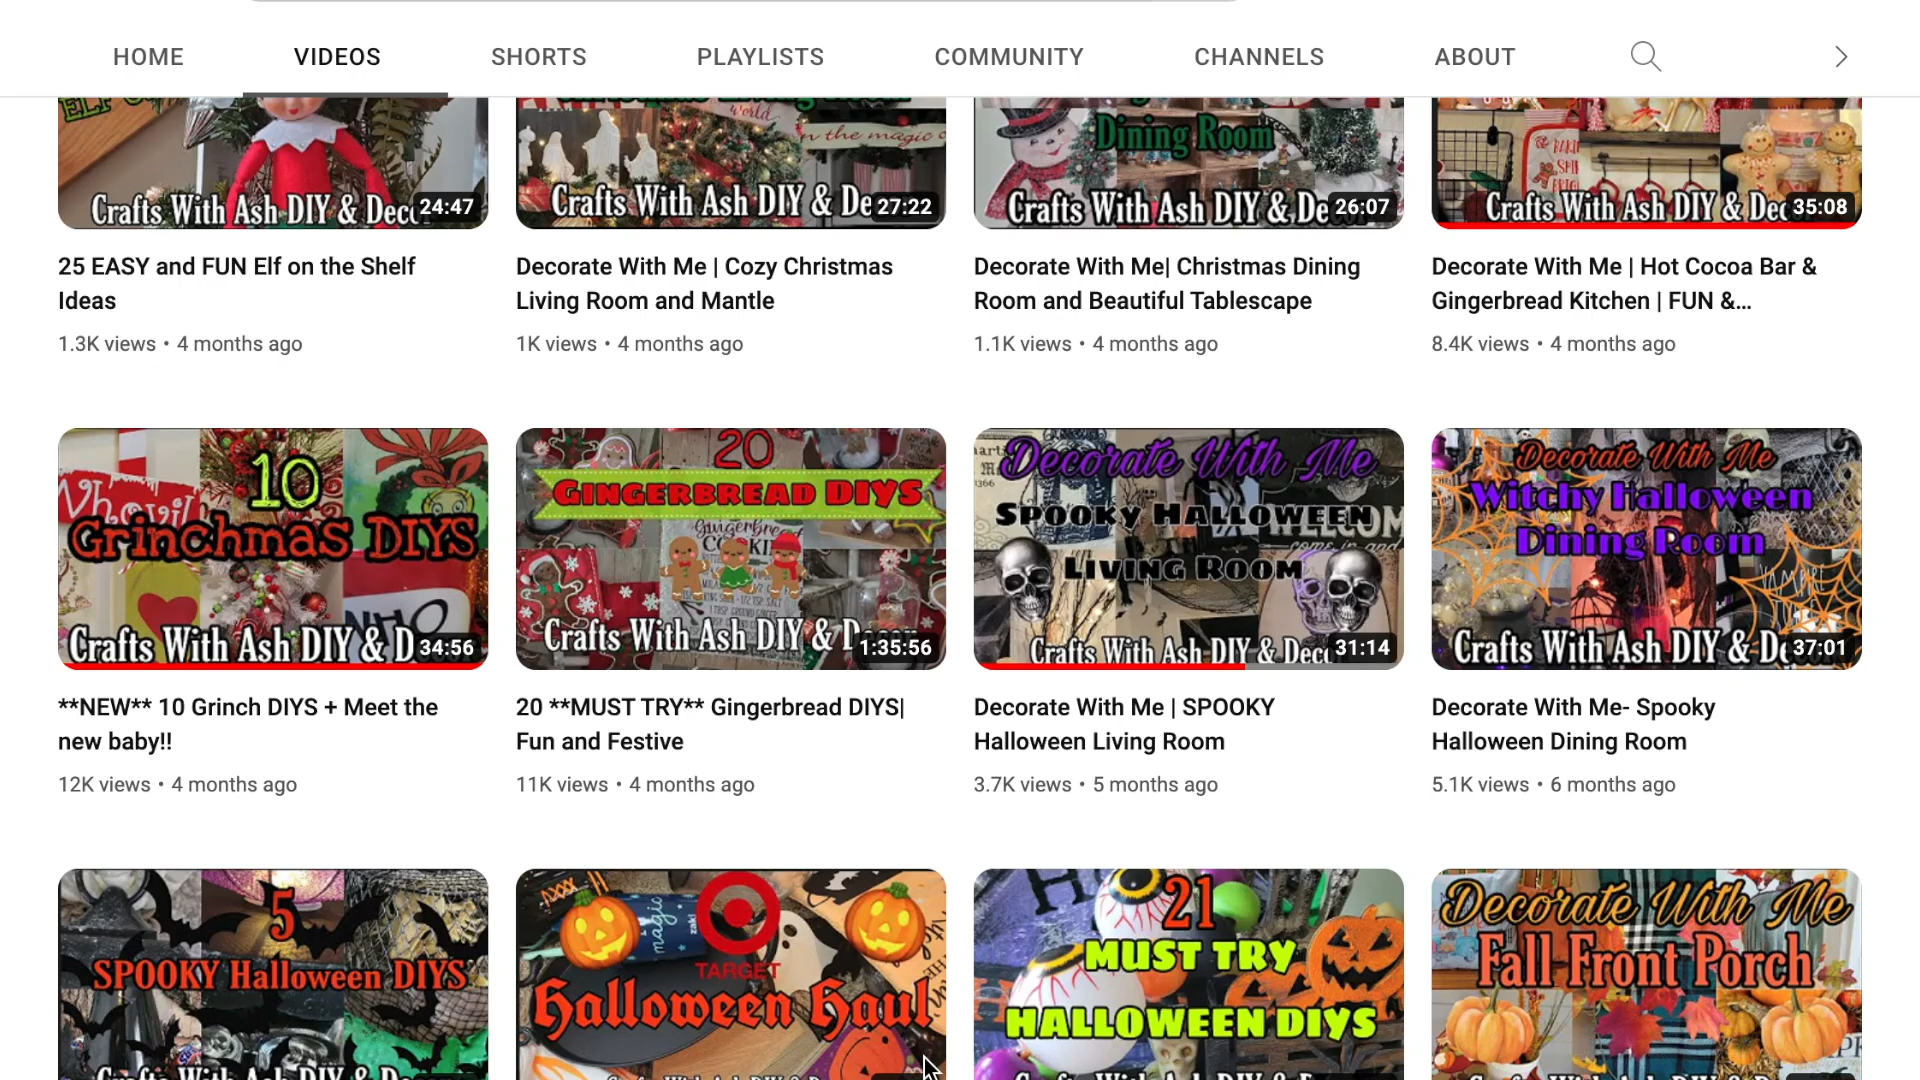 HOME VIDEOS SHORTS PLAYLISTS COMMUNITY CHANNELS ABOUT
Crafts With Ash DIY & Deco
24:47
25 EASY and FUN Elf on the Shelf
Ideas
1.3K views • 4 months ago
world
n the magic o
Crafts With Ash DIY & De
27:22
Decorate With Me | Cozy Christmas
Living Room and Mantle
1K views • 4 months ago
Dining Room
Crafts With Ash DIY & De
26:07
Decorate With Me| Christmas Dining
Room and Beautiful Tablescape
1.1K views • 4 months ago
Crafts With Ash DIY & Dec
35:08
Decorate With Me | Hot Cocoa Bar &
Gingerbread Kitchen | FUN &...
8.4K views • 4 months ago
10
Grinchmas DIYS
WHO
Crafts With Ash DIY & D
34:56
**NEW** 10 Grinch DIYS + Meet the
new baby!!
12K views • 4 months ago
20
GINGERBREAD DIYS
Crafts With Ash DIY & D
1:35:56
20 **MUST TRY** Gingerbread DIYS|
Fun and Festive
11K views • 4 months ago
Decorate With Me
Spooky Halloween
Living Room
Crafts With Ash DIY & Deco
31:14
Decorate With Me | SPOOKY
Halloween Living Room
3.7K views • 5 months ago
Decorate With Me
Witchy Halloween
Dining Room
VAMPIRE
Crafts With Ash DIY & De
37:01
Decorate With Me- Spooky
Halloween Dining Room
5.1K views • 6 months ago
5
SPOOKY Halloween DIYS
magic
TARGET
Halloween Haul
21
MUST TRY
HALLOWEEN DIYS
Decorate With Me
Fall Front Porch